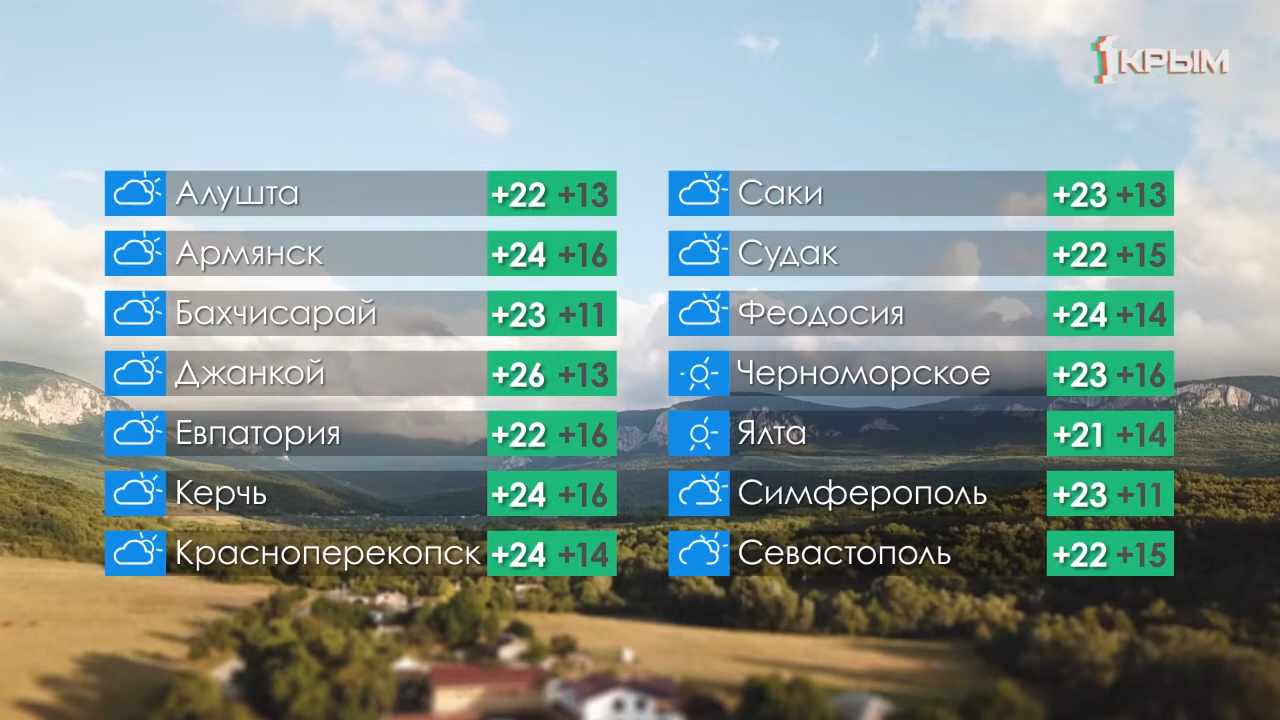 1КРЫМ
Алушта +22 +13
Армянск +24 +16
Бахчисарай +23 +11
Джанкой +26 +13
Евпатория +22 +16
Керчь +24 +16
Красноперекопск +24 +14
Саки +23 +13
Судак +22 +15
Феодосия +24 +14
Черноморское +23 +16
Ялта +21 +14
Симферополь +23 +11
Севастополь +22 +15